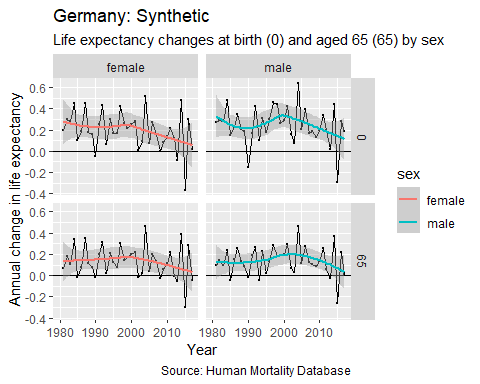 Germany: Synthetic
Life expectancy changes at birth (0) and aged 65 (65) by sex
female
male
Annual change in life expectancy
0.6
0.4
0.2
0.0
-0.2
-0.4
0
0.6
0.4
0.2
0.0
-0.2
-0.4
65
1980
1990
2000
2010
1980
1990
2000
2010
Year
sex
female
male
Source: Human Mortality Database